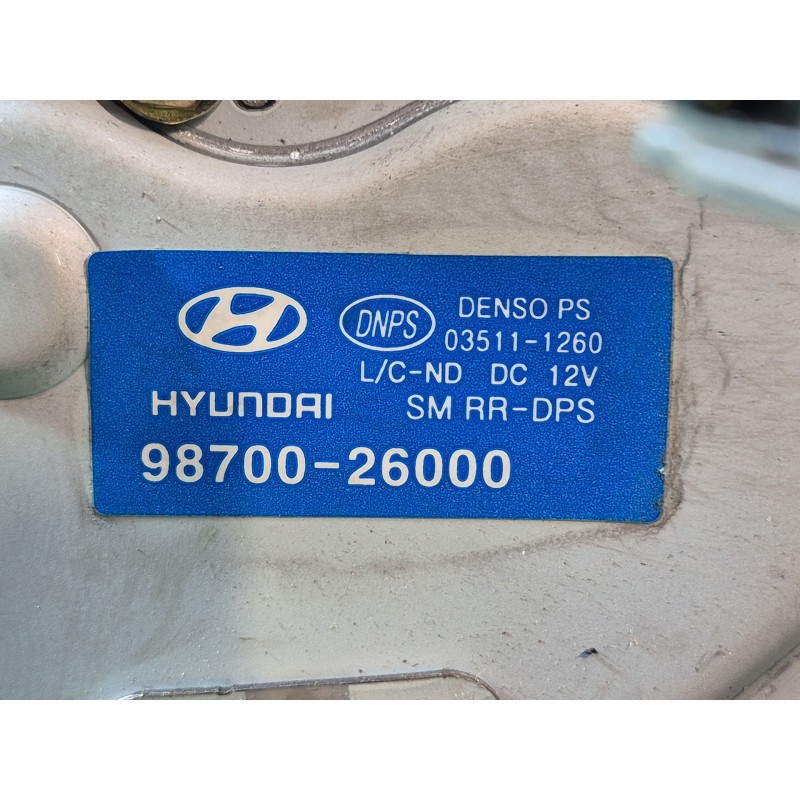 DNPS DENSO PS
03511-1260
L/C-ND DC 12V
HYUNDAI SM RR-DPS
98700-26000